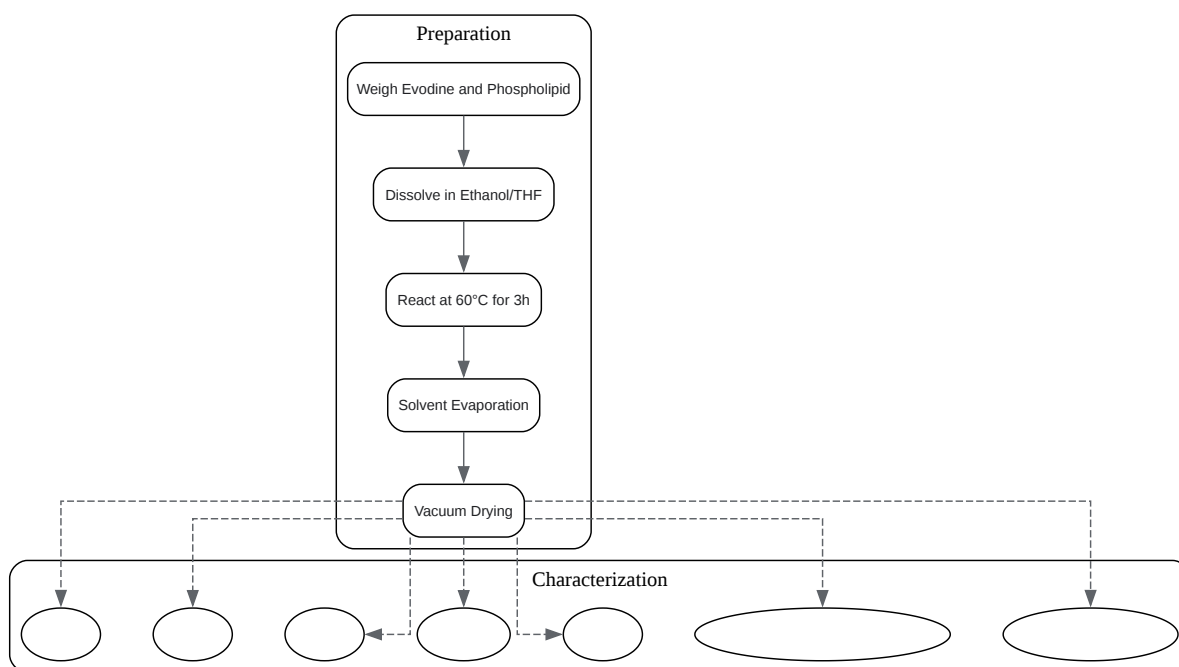 Preparation
Weigh Evodine and Phospholipid
Dissolve in Ethanol/THF
React at 60°C for 3h
Solvent Evaporation
Vacuum Drying
Characterization